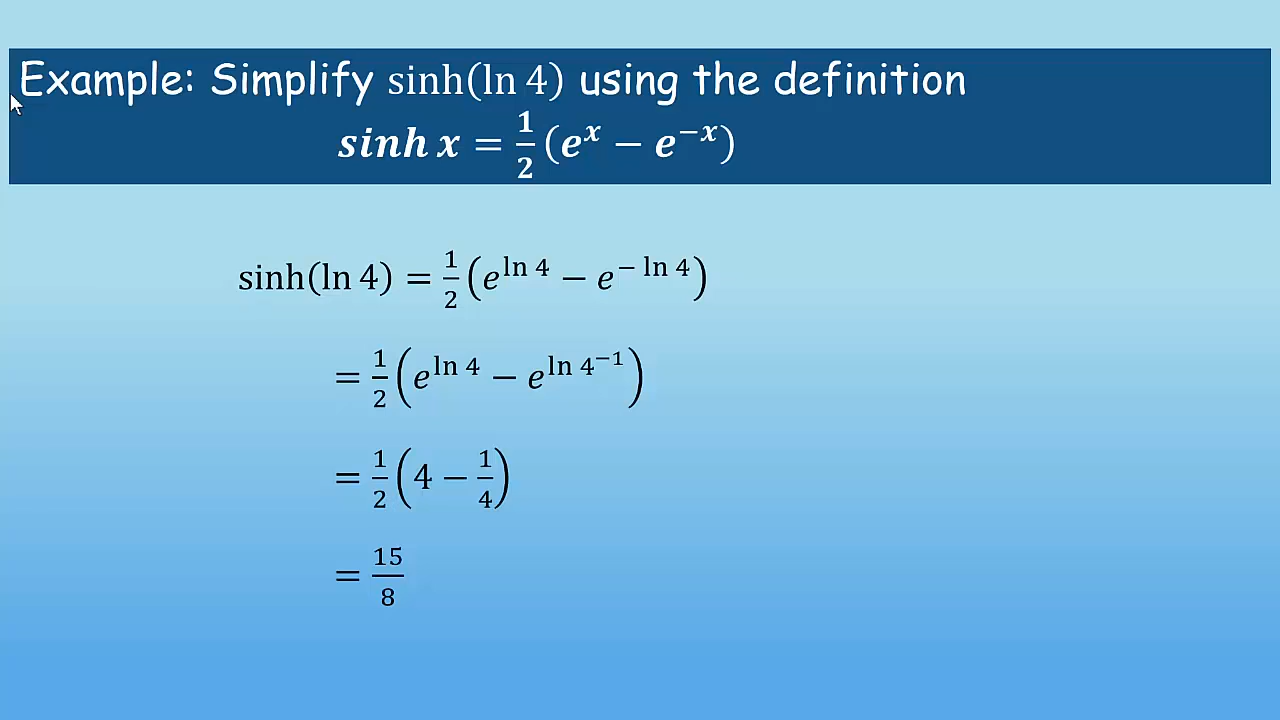 Example: Simplify sinh(ln 4) using the definition
sinh x = 1/2 (e^x − e^−x)
sinh(ln 4) = 1/2 (e^ln 4 − e^− ln 4)
= 1/2 (e^ln 4 − e^ln 4^−1)
= 1/2 (4 − 1/4)
= 15/8